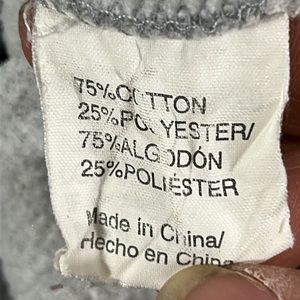 75%COTTON
25%POLYESTER/
75%ALGODÓN
25%POLIÉSTER
Made in China/
Hecho en China